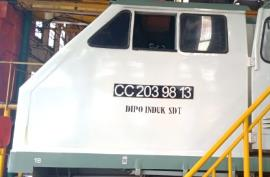 CC 203 98 13
DIPO INDUK SDT